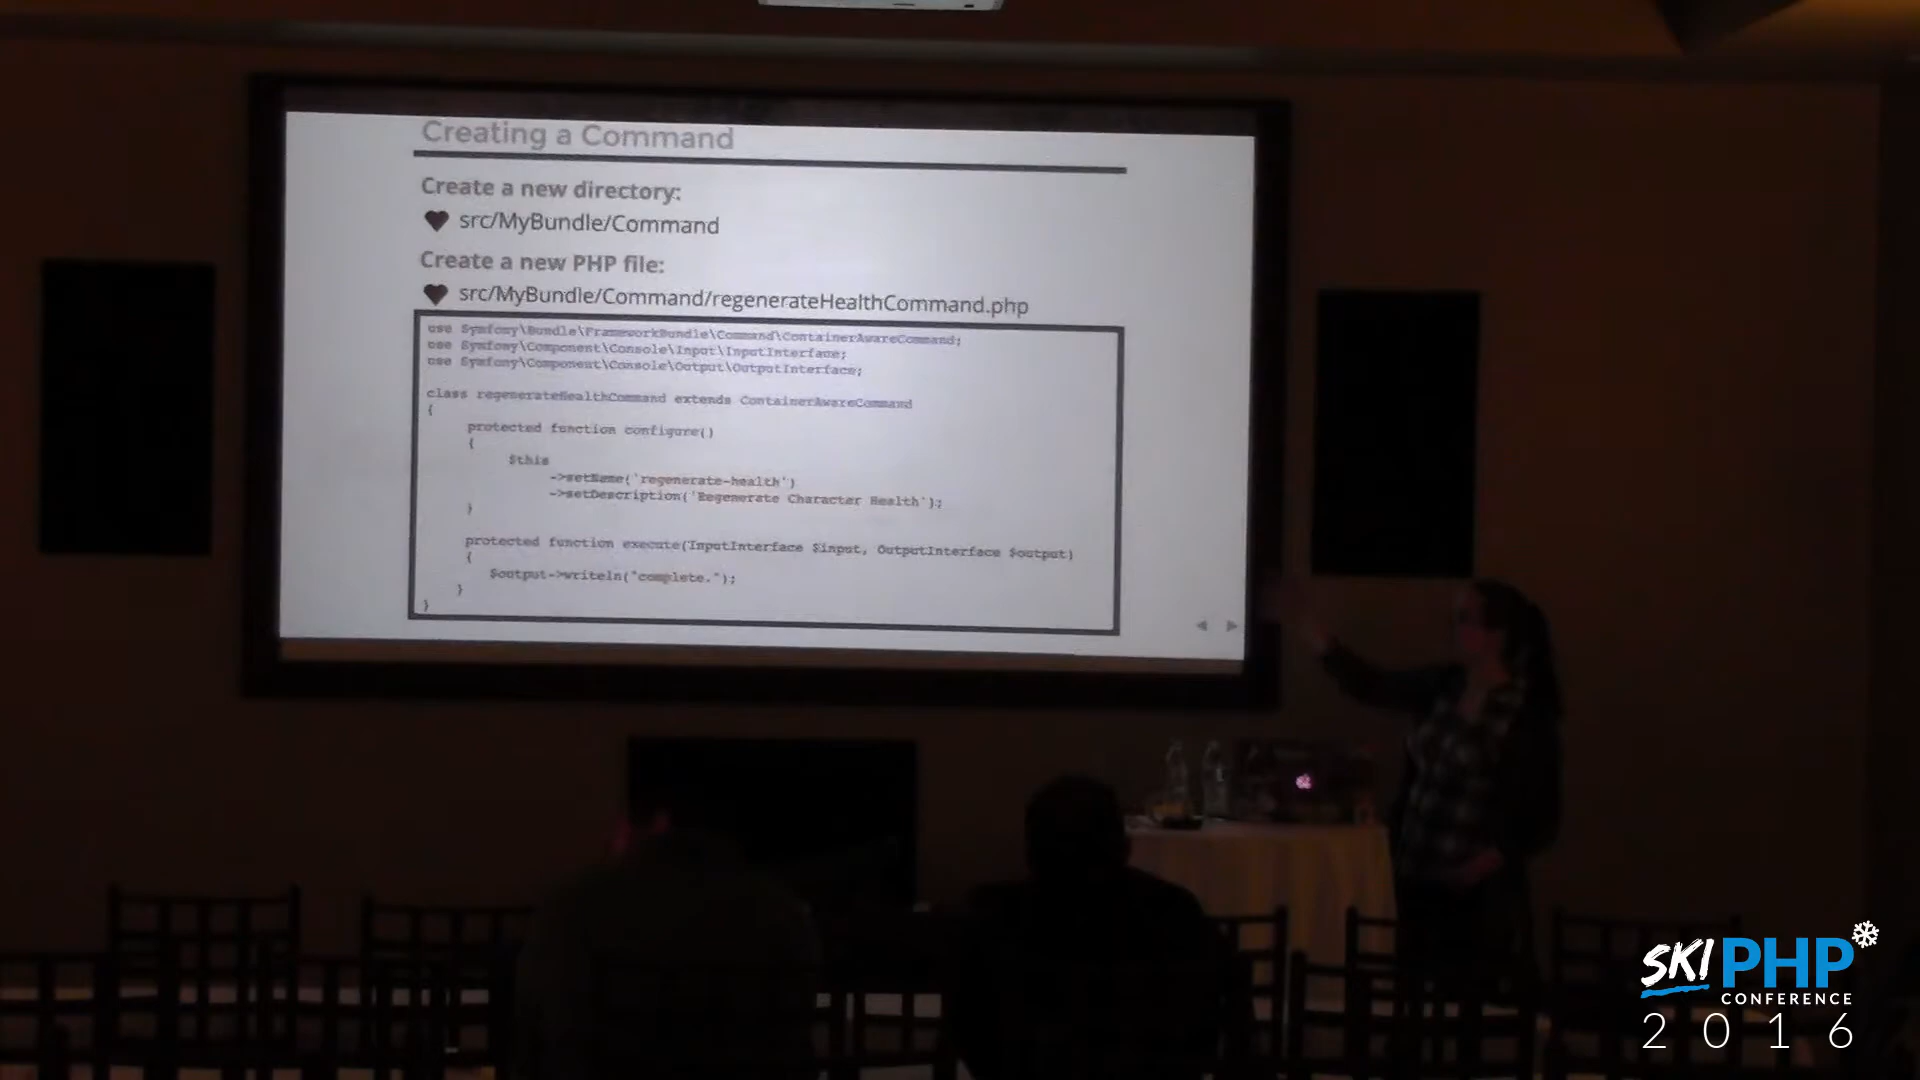 Creating a Command
Create a new directory:
src/MyBundle/Command
Create a new PHP file:
src/MyBundle/Command/regenerateHealthCommand.php
use Symfony\Bundle\FrameworkBundle\Command\ContainerAwareCommand;
use Symfony\Component\Console\Input\InputInterface;
use Symfony\Component\Console\Output\OutputInterface;
class regenerateHealthCommand extends ContainerAwareCommand
{
protected function configure()
{
$this
->setName('regenerate-health')
->setDescription('Regenerate Character Health');
}
protected function execute(InputInterface $input, OutputInterface $output)
{
$output->writeln("complete.");
}
}
SKI PHP
CONFERENCE
2016